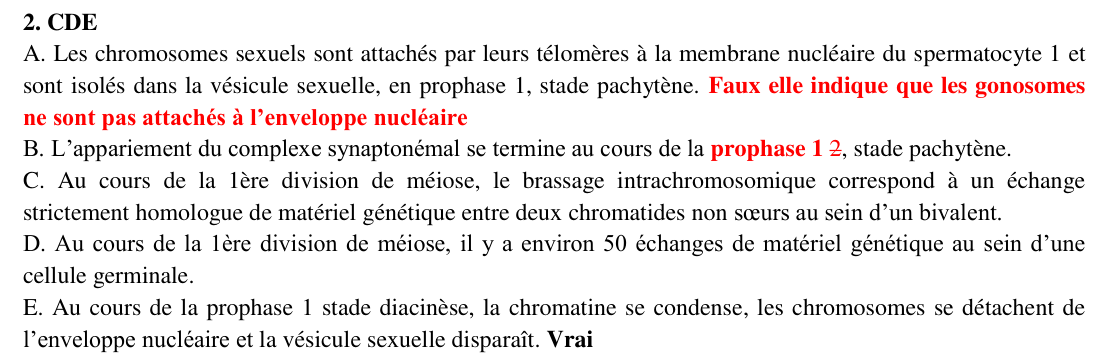 2. CDE
A. Les chromosomes sexuels sont attachés par leurs télomères à la membrane nucléaire du spermatocyte 1 et
sont isolés dans la vésicule sexuelle, en prophase 1, stade pachytène. Faux elle indique que les gonosomes
ne sont pas attachés à l’enveloppe nucléaire
B. L’appariement du complexe synaptonémal se termine au cours de la prophase 1 2, stade pachytène.
C. Au cours de la 1ère division de méiose, le brassage intrachromosomique correspond à un échange
strictement homologue de matériel génétique entre deux chromatides non sœurs au sein d’un bivalent.
D. Au cours de la 1ère division de méiose, il y a environ 50 échanges de matériel génétique au sein d’une
cellule germinale.
E. Au cours de la prophase 1 stade diacinèse, la chromatine se condense, les chromosomes se détachent de
l’enveloppe nucléaire et la vésicule sexuelle disparaît. Vrai